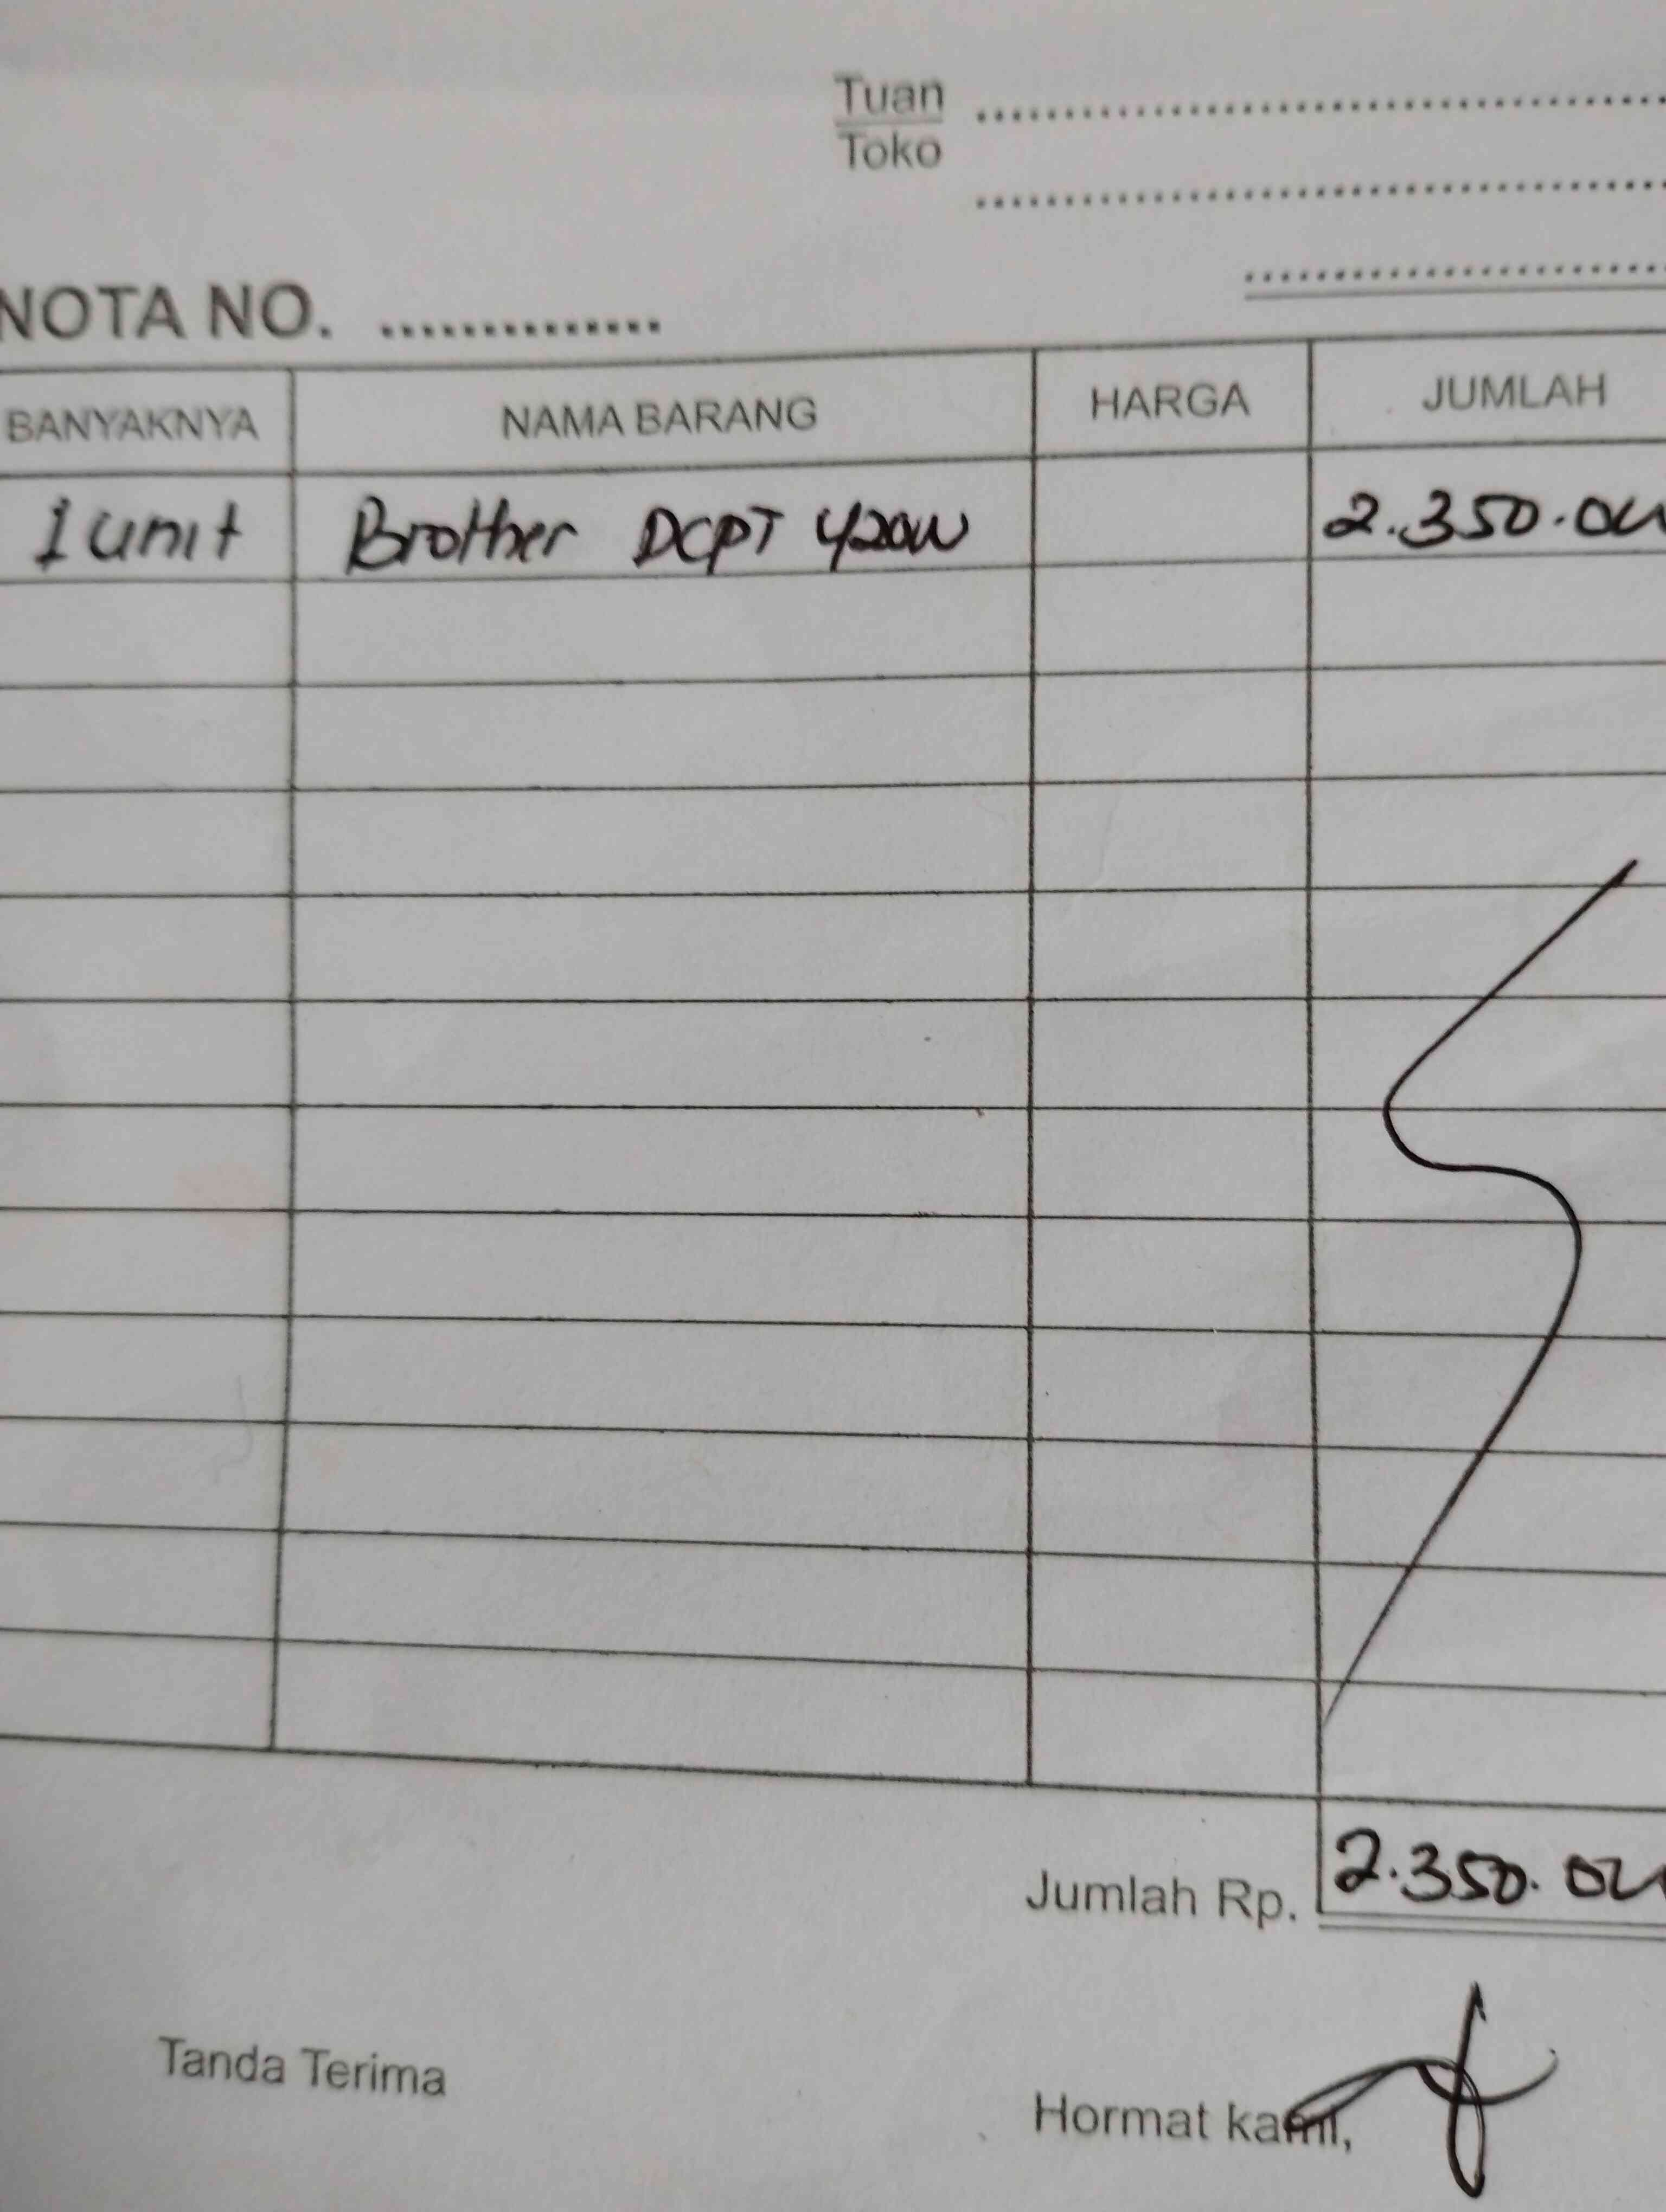 Tuan
Toko
NOTA NO. ..............
BANYAKNYA NAMA BARANG HARGA JUMLAH
1 unit Brother DCPT 420W 2.350.00
Jumlah Rp. 2.350.00
Tanda Terima
Hormat kami,